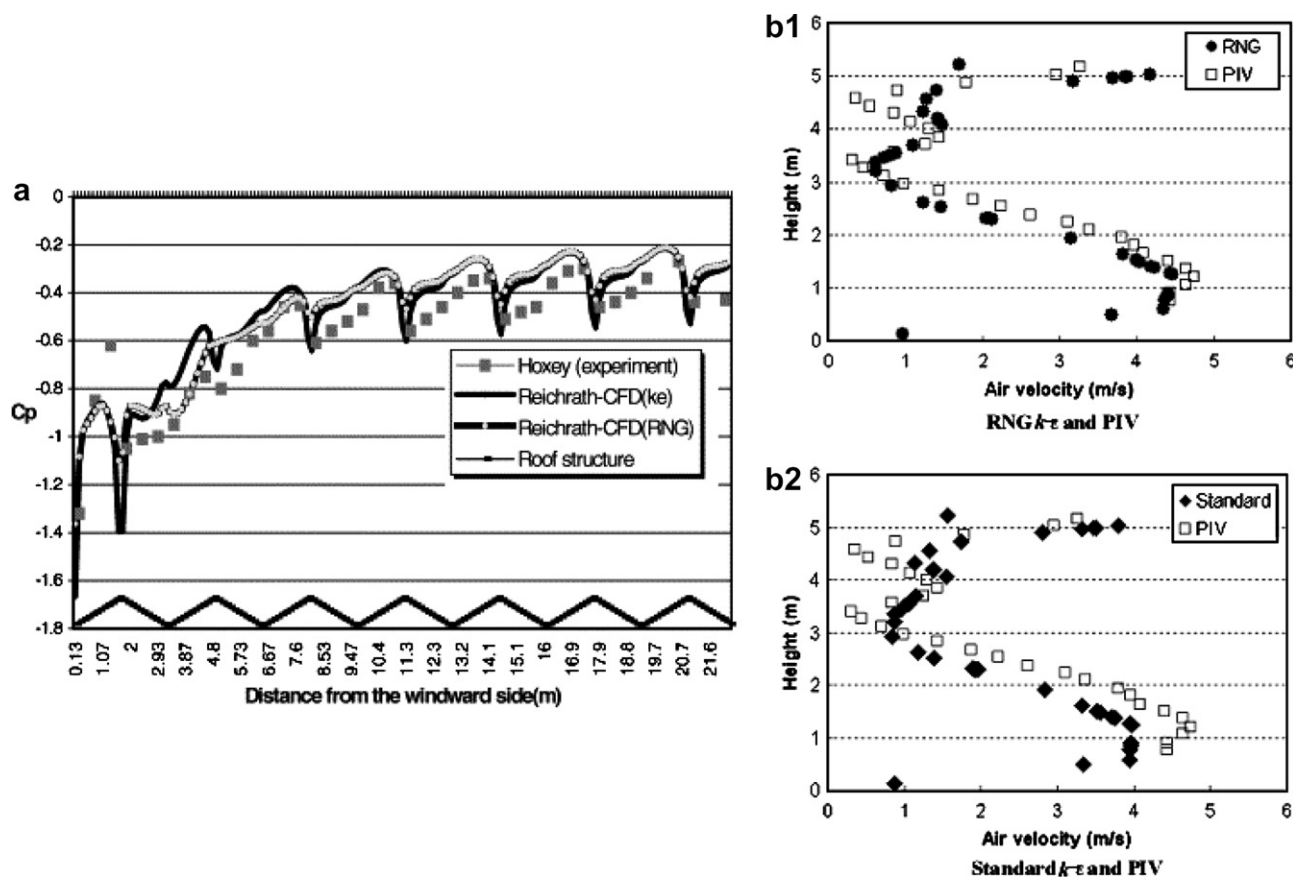 a
0
-0.2
-0.4
-0.6
-0.8
Cp
-1
-1.2
-1.4
-1.6
-1.8
Hoxey (experiment)
Reichrath-CFD(ke)
Reichrath-CFD(RNG)
Roof structure
0.13 1.07 2 2.93 3.87 4.8 5.73 6.67 7.6 8.53 9.47 10.4 11.3 12.3 13.2 14.1 15.1 16 16.9 17.9 18.8 19.7 20.7 21.6
Distance from the windward side(m)
b1
6
5
4
3
2
1
0
Height (m)
RNG
PIV
0 1 2 3 4 5 6
Air velocity (m/s)
RNG k-ε and PIV
b2
6
5
4
3
2
1
0
Height (m)
Standard
PIV
0 1 2 3 4 5 6
Air velocity (m/s)
Standard k-ε and PIV